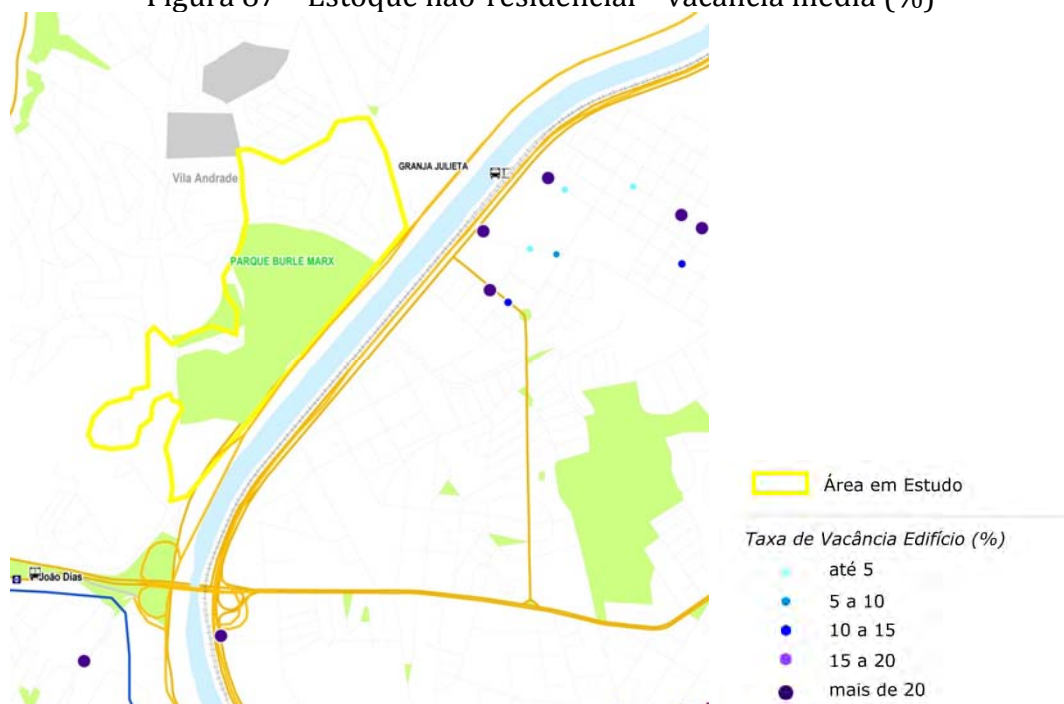 Figura 87 – Estoque não-residencial – vacância média (%)
GRANJA JULIETA
Vila Andrade
PARQUE BURLE MARX
João Dias
Área em Estudo
Taxa de Vacância Edifício (%)
até 5
5 a 10
10 a 15
15 a 20
mais de 20